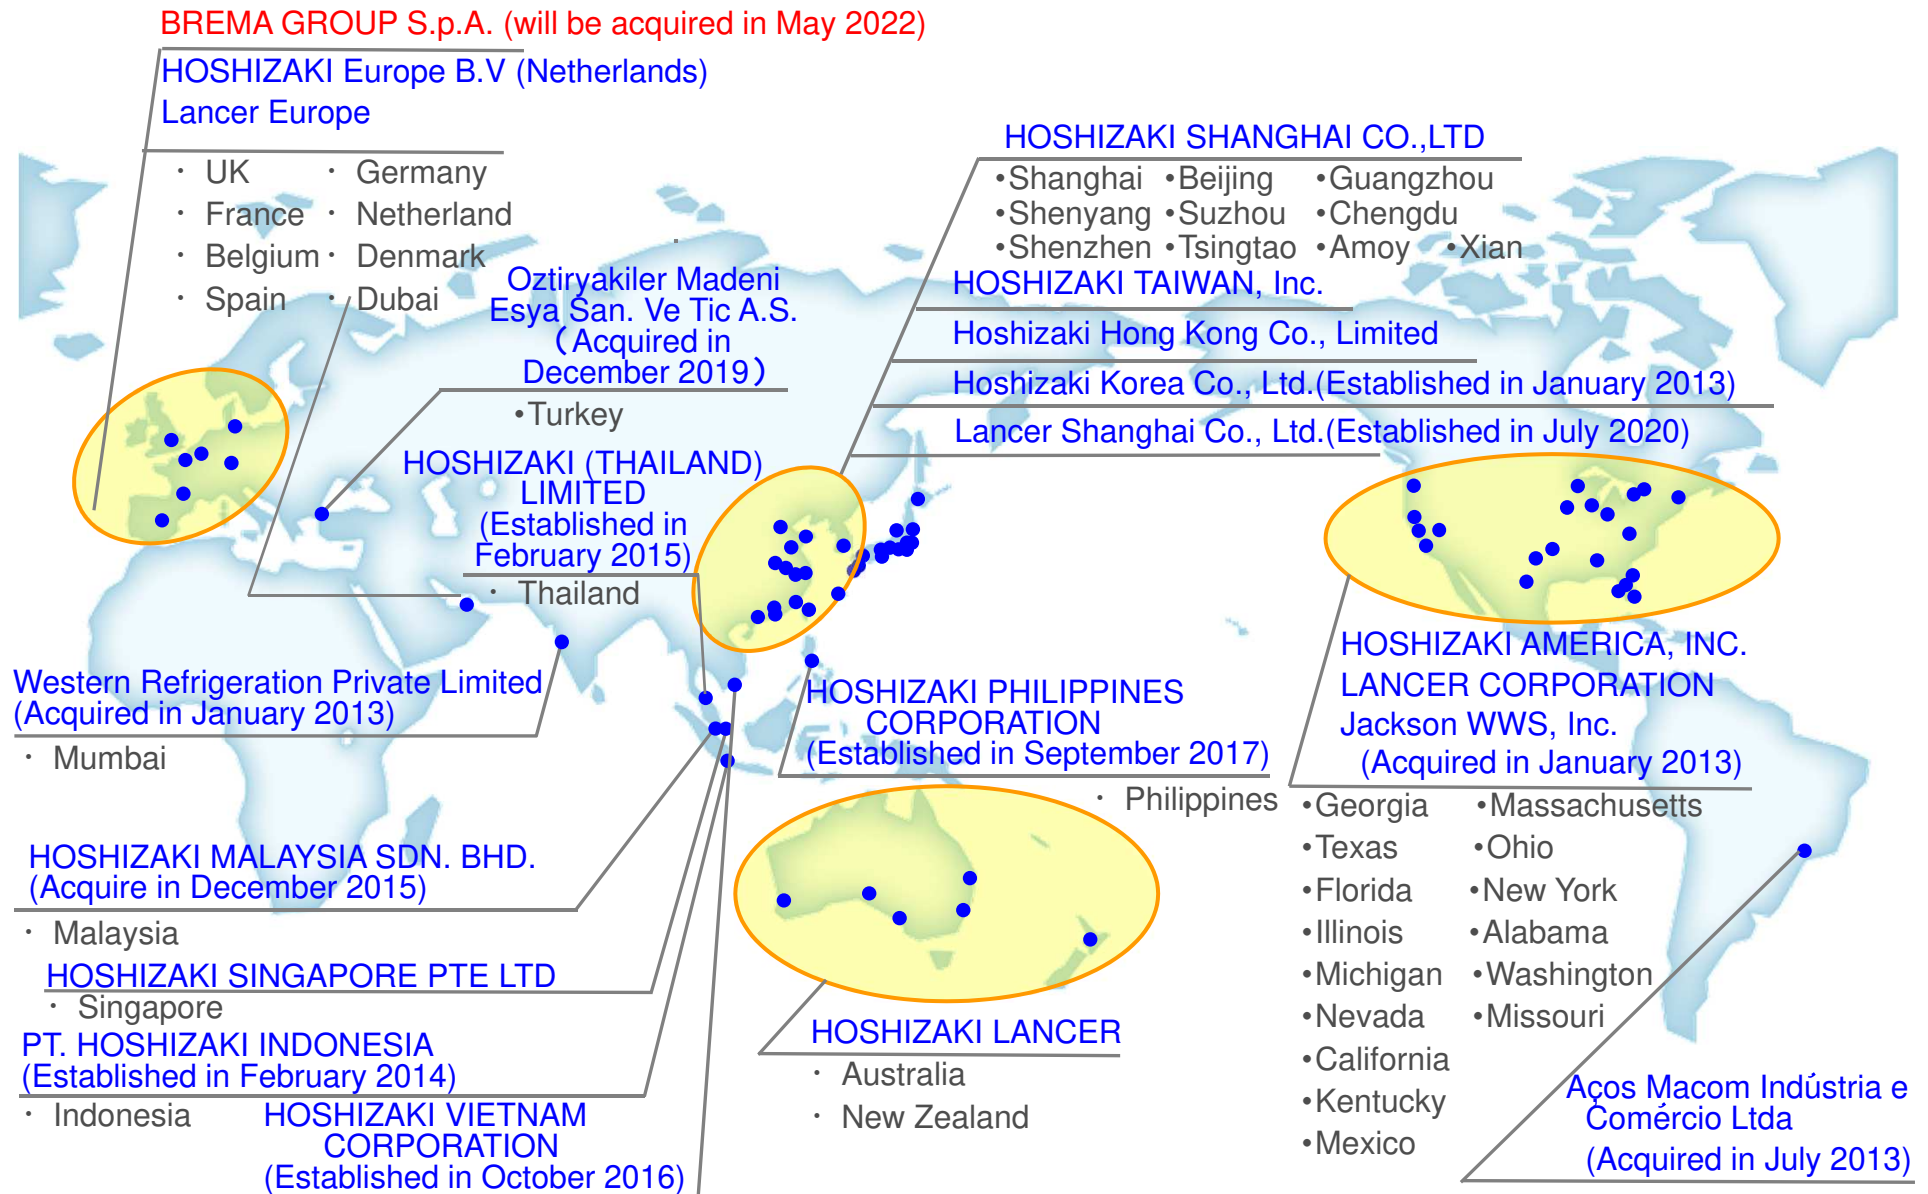 BREMA GROUP S.p.A. (will be acquired in May 2022)
HOSHIZAKI Europe B.V (Netherlands)
Lancer Europe
・ UK ・ Germany
・ France ・ Netherland
・ Belgium ・ Denmark
・ Spain ・ Dubai
Oztiryakiler Madeni
Esya San. Ve Tic A.S.
（Acquired in
December 2019）
•Turkey
HOSHIZAKI (THAILAND)
LIMITED
(Established in
February 2015)
・ Thailand
HOSHIZAKI SHANGHAI CO.,LTD
•Shanghai •Beijing •Guangzhou
•Shenyang •Suzhou •Chengdu
•Shenzhen •Tsingtao •Amoy •Xian
HOSHIZAKI TAIWAN, Inc.
Hoshizaki Hong Kong Co., Limited
Hoshizaki Korea Co., Ltd.(Established in January 2013)
Lancer Shanghai Co., Ltd.(Established in July 2020)
Western Refrigeration Private Limited
(Acquired in January 2013)
・ Mumbai
HOSHIZAKI PHILIPPINES
CORPORATION
(Established in September 2017)
・ Philippines
HOSHIZAKI AMERICA, INC.
LANCER CORPORATION
Jackson WWS, Inc.
(Acquired in January 2013)
•Georgia •Massachusetts
•Texas •Ohio
•Florida •New York
•Illinois •Alabama
•Michigan •Washington
•Nevada •Missouri
•California
•Kentucky
•Mexico
HOSHIZAKI MALAYSIA SDN. BHD.
(Acquire in December 2015)
・ Malaysia
HOSHIZAKI SINGAPORE PTE LTD
・ Singapore
PT. HOSHIZAKI INDONESIA
(Established in February 2014)
・ Indonesia
HOSHIZAKI VIETNAM
CORPORATION
(Established in October 2016)
HOSHIZAKI LANCER
・ Australia
・ New Zealand
Aços Macom Indústria e
Comércio Ltda
(Acquired in July 2013)